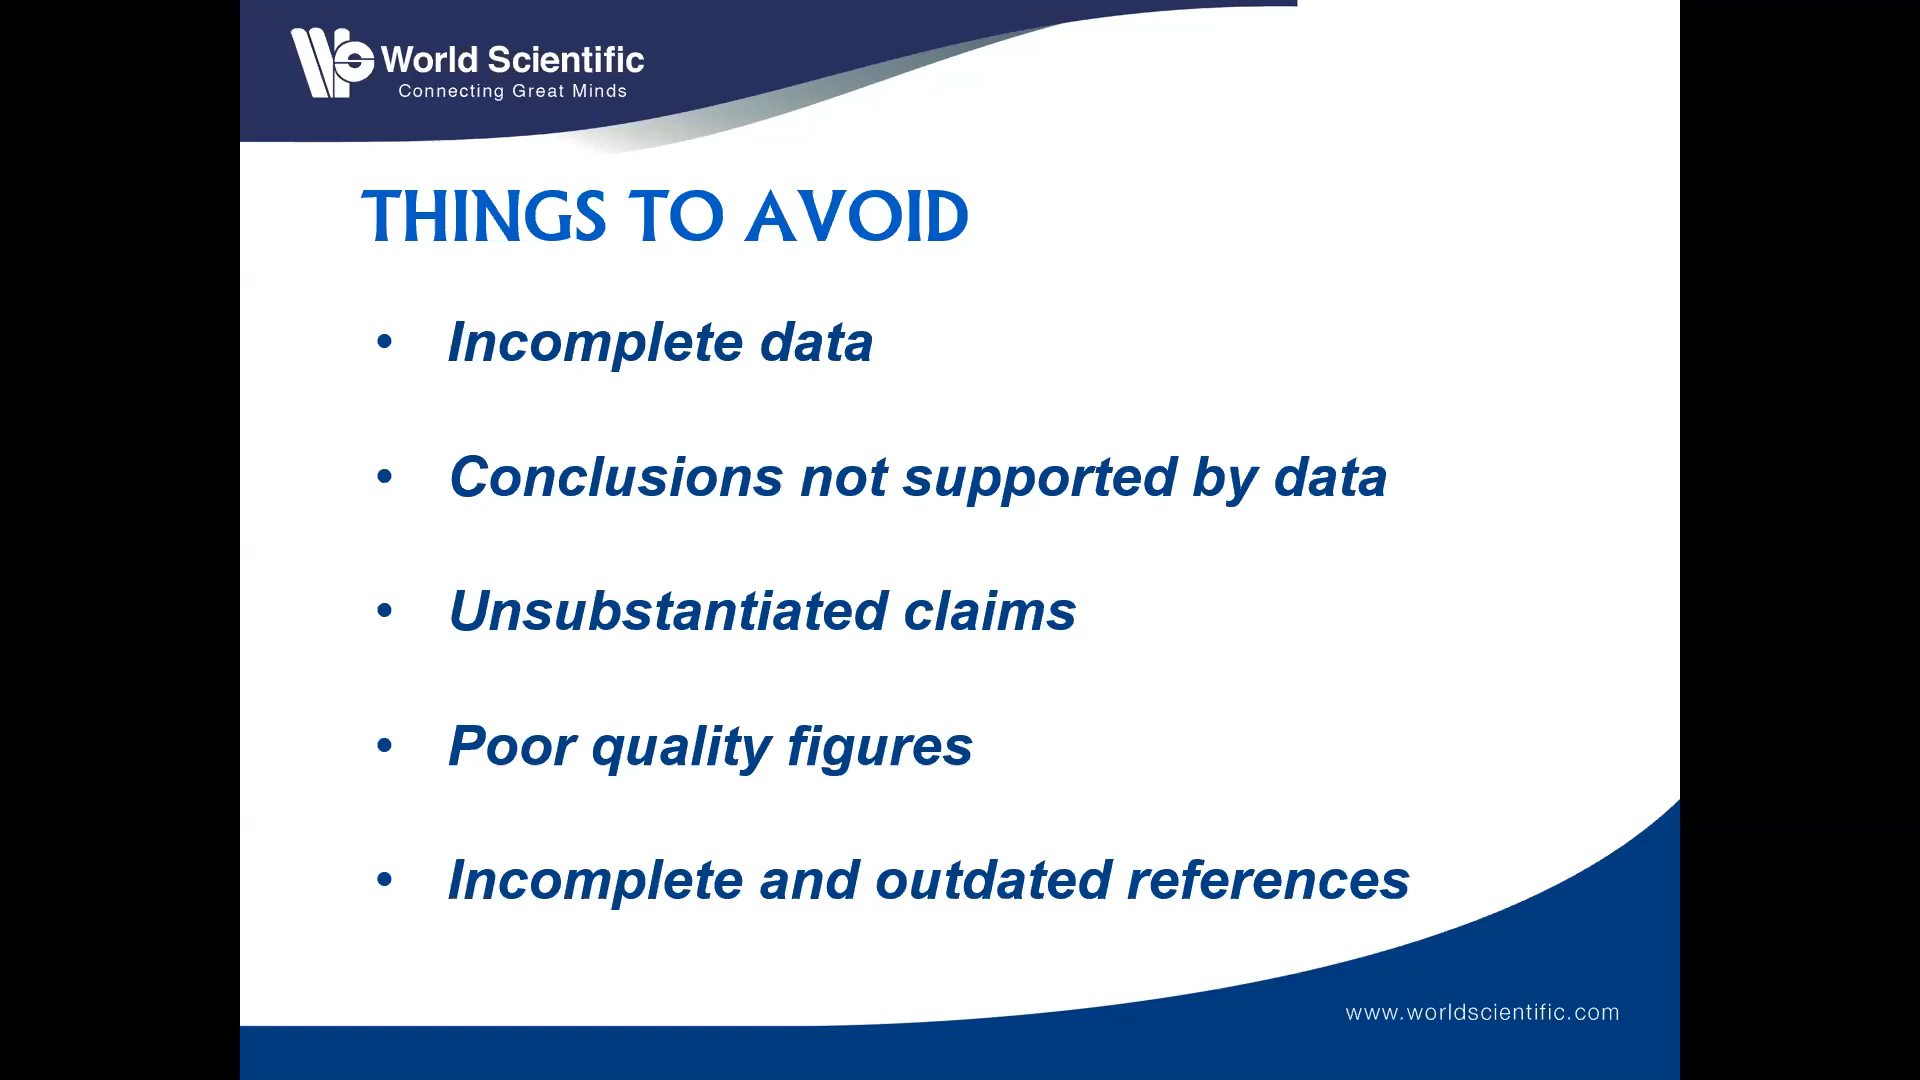 World Scientific
Connecting Great Minds
THINGS TO AVOID
• Incomplete data
• Conclusions not supported by data
• Unsubstantiated claims
• Poor quality figures
• Incomplete and outdated references
www.worldscientific.com